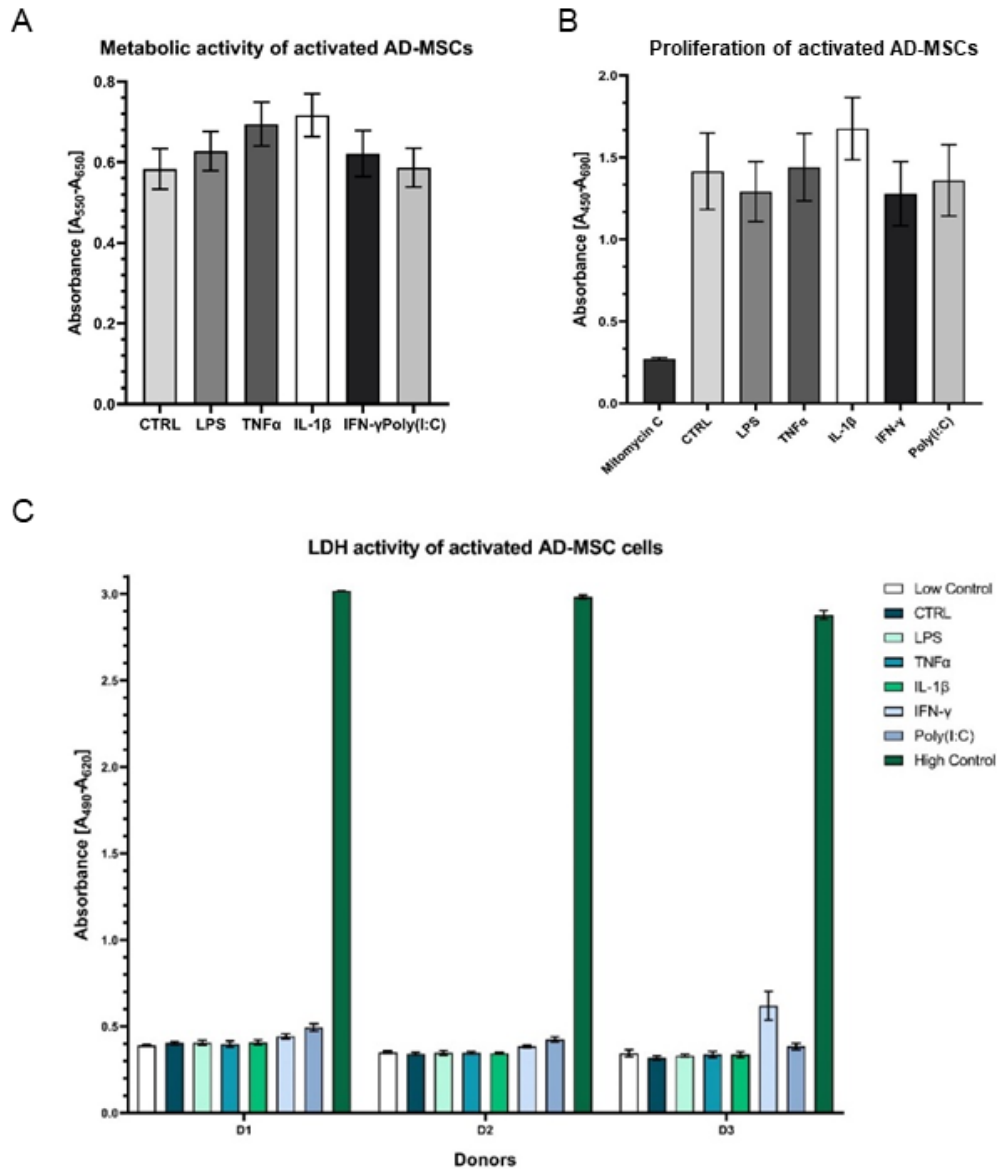 A
Metabolic activity of activated AD-MSCs
Absorbance [A550-A650]
0.8
0.6
0.4
0.2
0.0
CTRL LPS TNFα IL-1β IFN-γPoly(I:C)
B
Proliferation of activated AD-MSCs
Absorbance [A450-A690]
2.0
1.5
1.0
0.5
0.0
Mitomycin C
CTRL
LPS
TNFα
IL-1β
IFN-γ
Poly(I:C)
C
LDH activity of activated AD-MSC cells
Absorbance [A490-A620]
3.0
2.5
2.0
1.5
1.0
0.5
0.0
D1 D2 D3
Donors
Low Control
CTRL
LPS
TNFα
IL-1β
IFN-γ
Poly(I:C)
High Control